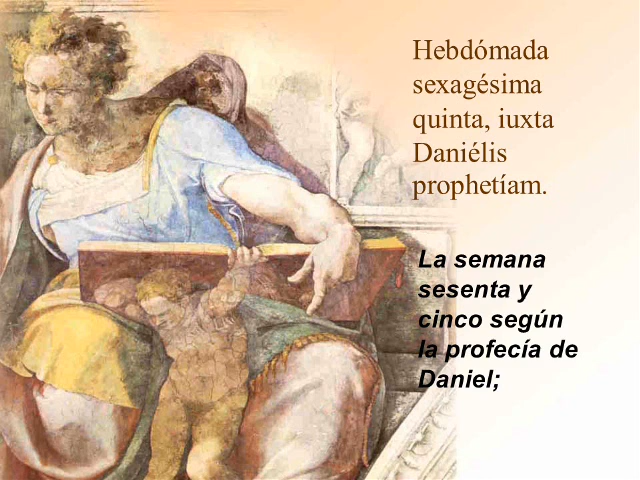 Hebdómada
sexagésima
quinta, iuxta
Daniélis
prophetíam.
La semana
sesenta y
cinco según
la profecía de
Daniel;